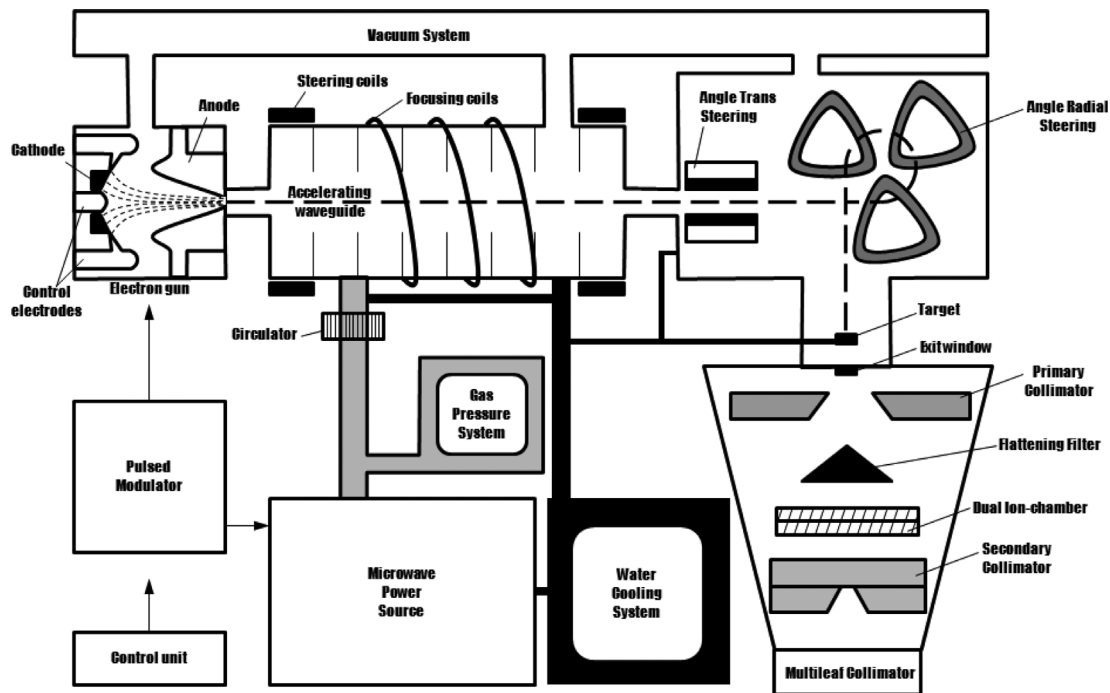 Vacuum System
Steering coils
Focusing coils
Anode
Cathode
Angle Trans
Steering
Angle Radial
Steering
Accelerating
waveguide
Control
electrodes
Electron gun
Circulator
Target
Exit window
Primary
Collimator
Gas
Pressure
System
Flattening Filter
Pulsed
Modulator
Dual Ion-chamber
Secondary
Collimator
Microwave
Power
Source
Water
Cooling
System
Control unit
Multileaf Collimator